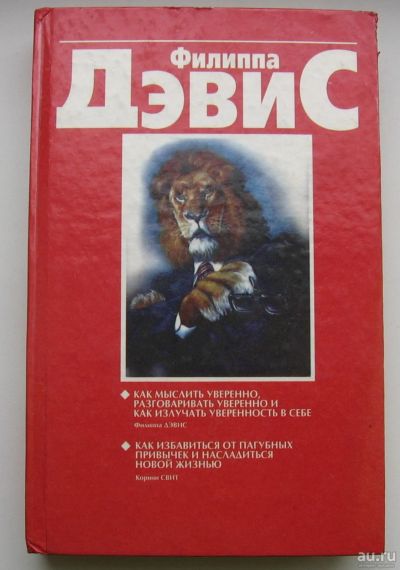 Филиппа
ДЭВИС
◆ КАК МЫСЛИТЬ УВЕРЕННО,
РАЗГОВАРИВАТЬ УВЕРЕННО И
КАК ИЗЛУЧАТЬ УВЕРЕННОСТЬ В СЕБЕ
Филиппа ДЭВИС
◆ КАК ИЗБАВИТЬСЯ ОТ ПАГУБНЫХ
ПРИВЫЧЕК И НАСЛАДИТЬСЯ
НОВОЙ ЖИЗНЬЮ
Коринн СВИТ
au.ru